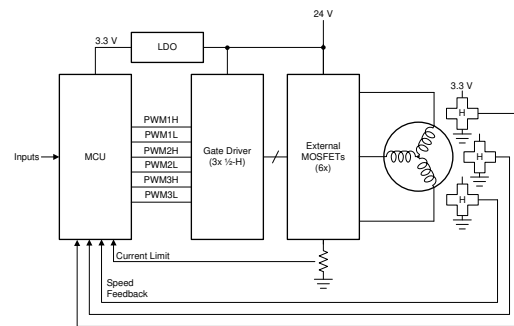 24 V
3.3 V
LDO
3.3 V
H
PWM1H
PWM1L
PWM2H
PWM2L
PWM3H
PWM3L
Inputs
MCU
Gate Driver
(3x ½-H)
External
MOSFETs
(6x)
H
H
Current Limit
Speed
Feedback